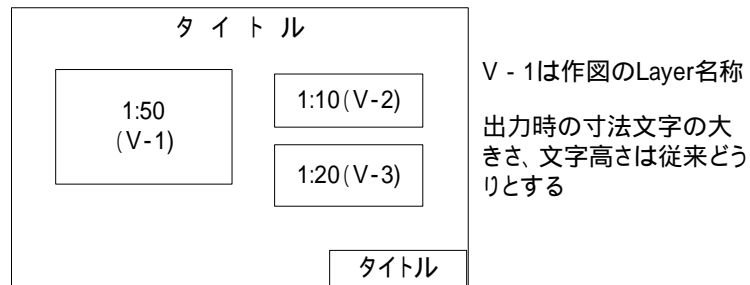 タ イ ト ル
1:50
(V-1)
1:10(V-2)
1:20(V-3)
タイトル
V - 1は作図のLayer名称
出力時の寸法文字の大
きさ、文字高さは従来どう
りとする